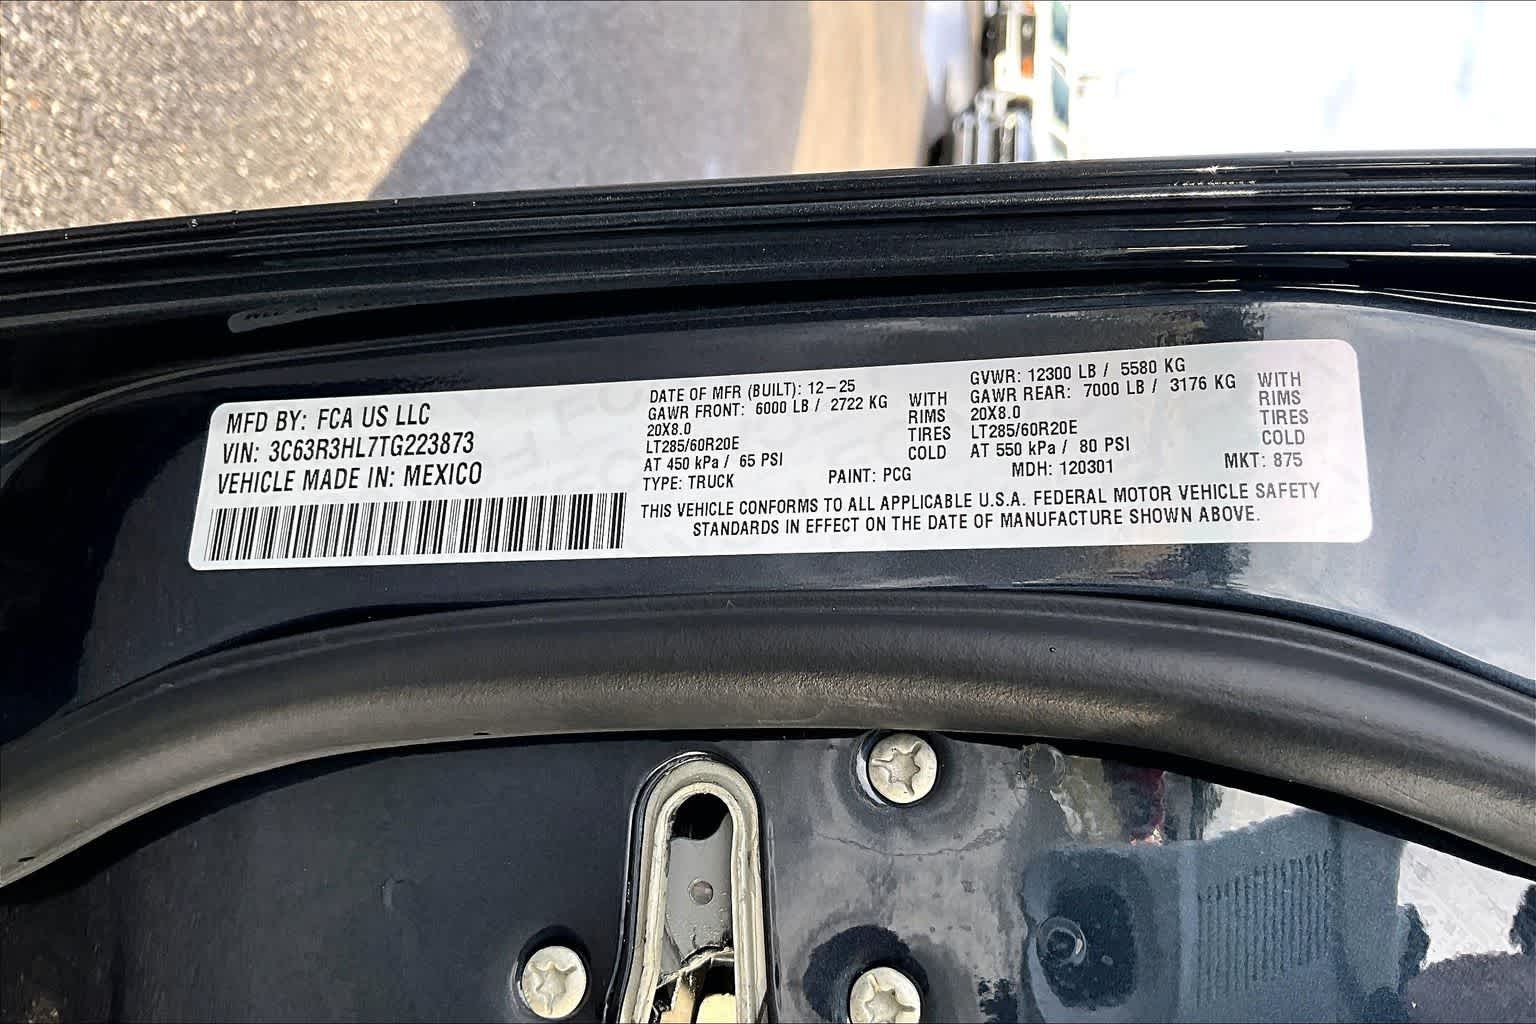 MFD BY: FCA US LLC
VIN: 3C63R3HL7TG223873
VEHICLE MADE IN: MEXICO
DATE OF MFR (BUILT): 12-25
GAWR FRONT: 6000 LB / 2722 KG WITH
20X8.0 RIMS
LT285/60R20E TIRES
AT 450 kPa / 65 PSI COLD
TYPE: TRUCK PAINT: PCG
GVWR: 12300 LB / 5580 KG
GAWR REAR: 7000 LB / 3176 KG WITH
20X8.0 RIMS
LT285/60R20E TIRES
AT 550 kPa / 80 PSI COLD
MDH: 120301 MKT: 875
THIS VEHICLE CONFORMS TO ALL APPLICABLE U.S.A. FEDERAL MOTOR VEHICLE SAFETY
STANDARDS IN EFFECT ON THE DATE OF MANUFACTURE SHOWN ABOVE.